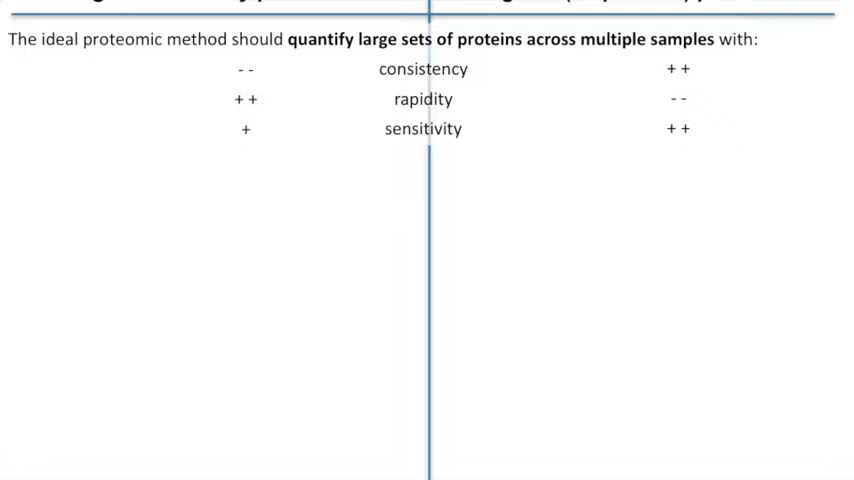 The ideal proteomic method should quantify large sets of proteins across multiple samples with:
- - consistency + +
+ + rapidity - -
+ sensitivity + +